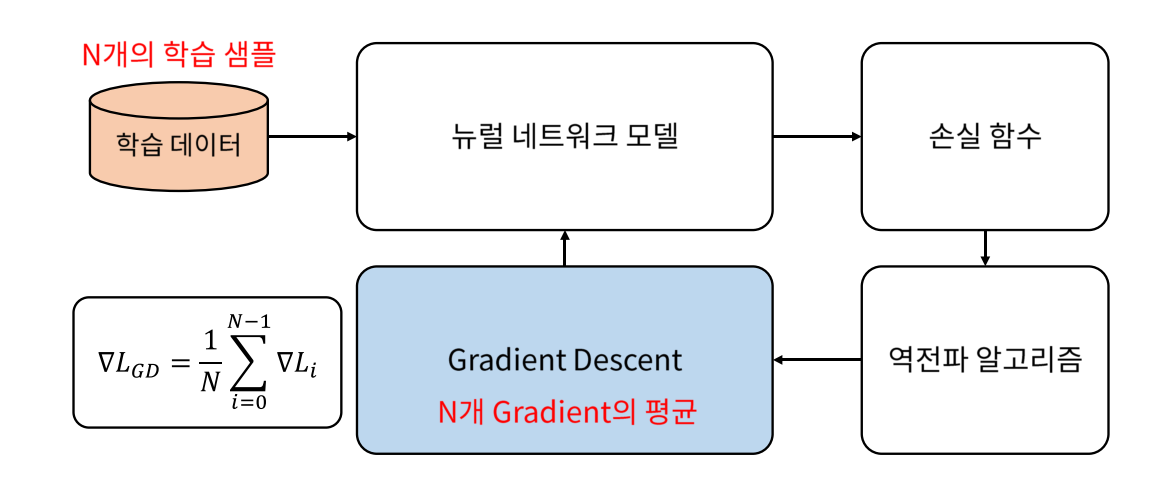 N개의 학습 샘플
학습 데이터
뉴럴 네트워크 모델
손실 함수
∇L_{GD} = \frac{1}{N} \sum_{i=0}^{N-1} ∇L_i
Gradient Descent
N개 Gradient의 평균
역전파 알고리즘